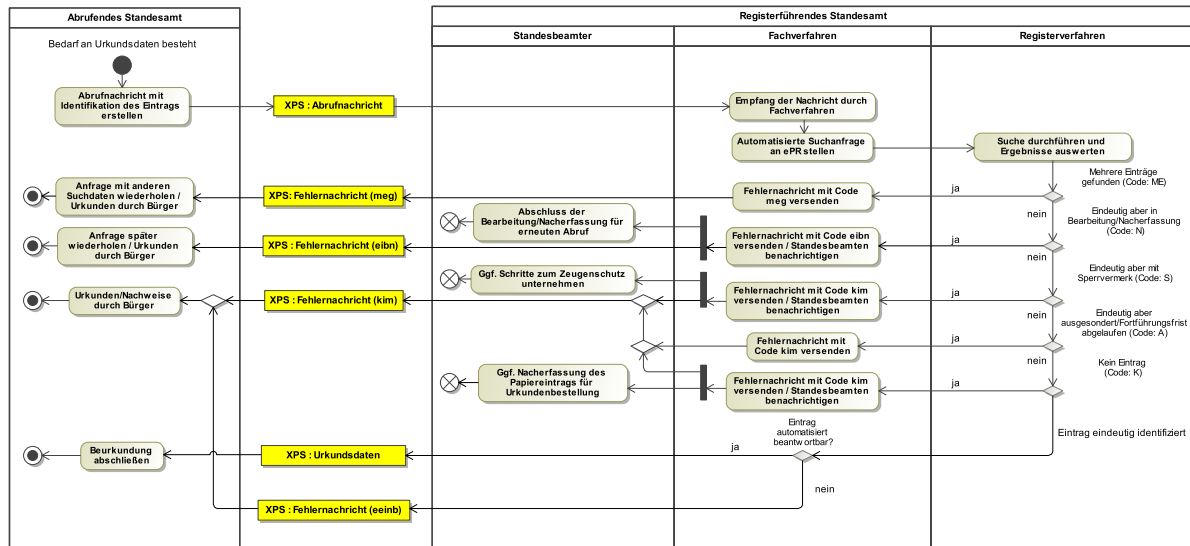 Abrufendes Standesamt
Registerführendes Standesamt
Standesbeamter
Fachverfahren
Registerverfahren
Bedarf an Urkundsdaten besteht
Abrufnachricht mit
Identifikation des Eintrags
erstellen
XPS : Abrufnachricht
Empfang der Nachricht durch
Fachverfahren
Automatisierte Suchanfrage
an ePR stellen
Suche durchführen und
Ergebnisse auswerten
Mehrere Einträge
gefunden (Code: ME)
ja
nein
Fehlernachricht mit Code
meg versenden
XPS: Fehlernachricht (meg)
Anfrage mit anderen
Suchdaten wiederholen /
Urkunden durch Bürger
Eindeutig aber in
Bearbeitung/Nacherfassung
(Code: N)
ja
nein
Fehlernachricht mit Code eibn
versenden / Standesbeamten
benachrichtigen
Abschluss der
Bearbeitung/Nacherfassung für
erneuten Abruf
XPS : Fehlernachricht (eibn)
Anfrage später
wiederholen / Urkunden
durch Bürger
Eindeutig aber mit
Sperrvermerk (Code: S)
ja
nein
Fehlernachricht mit Code kim
versenden / Standesbeamten
benachrichtigen
Ggf. Schritte zum Zeugenschutz
unternehmen
XPS : Fehlernachricht (kim)
Urkunden/Nachweise
durch Bürger
Eindeutig aber
ausgesondert/Fortführungsfrist
abgelaufen (Code: A)
ja
nein
Fehlernachricht mit
Code kim versenden
Kein Eintrag
(Code: K)
ja
Fehlernachricht mit Code kim
versenden / Standesbeamten
benachrichtigen
Ggf. Nacherfassung des
Papiereintrags für
Urkundenbestellung
Eintrag eindeutig identifiziert
Eintrag
automatisiert
beantwortbar?
ja
nein
XPS : Urkundsdaten
Beurkundung
abschließen
XPS : Fehlernachricht (eeinb)